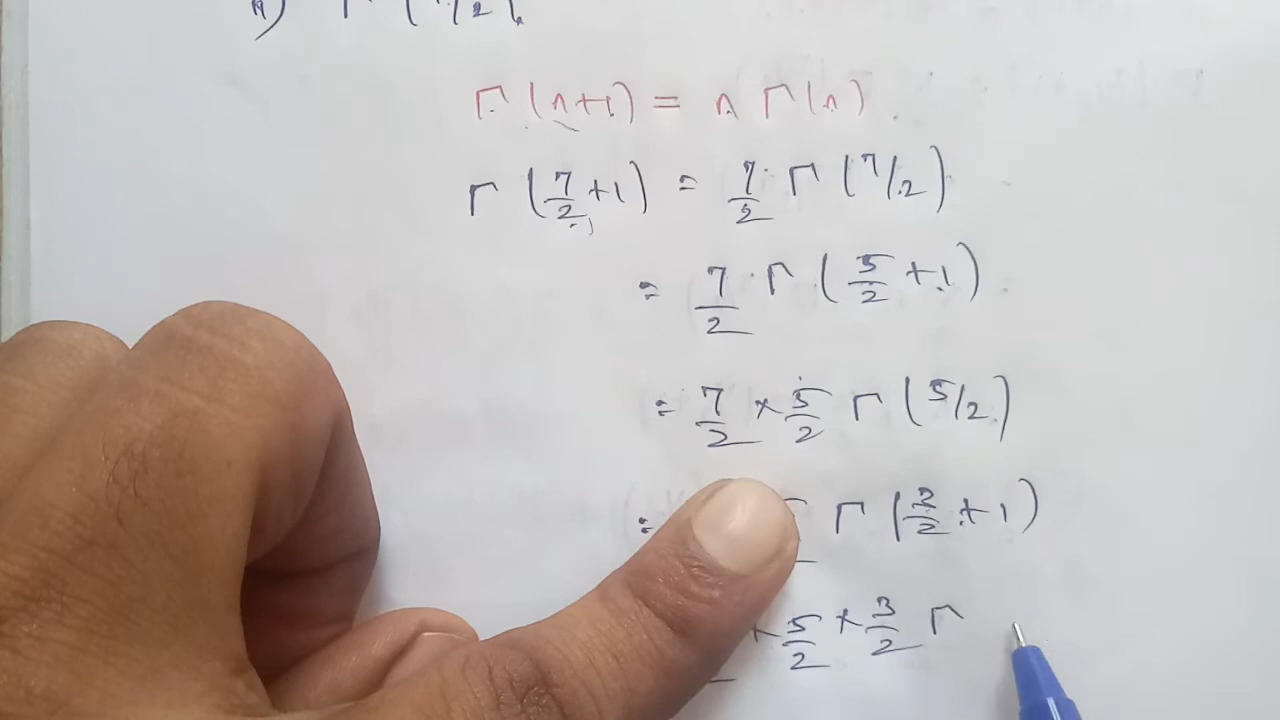 Γ(n+1) = n Γ(n).
Γ(7/2+1) = 7/2 Γ(7/2)
= 7/2 · Γ(5/2+1)
= 7/2 × 5/2 Γ(5/2)
= Γ(3/2+1)
× 5/2 × 3/2 Γ